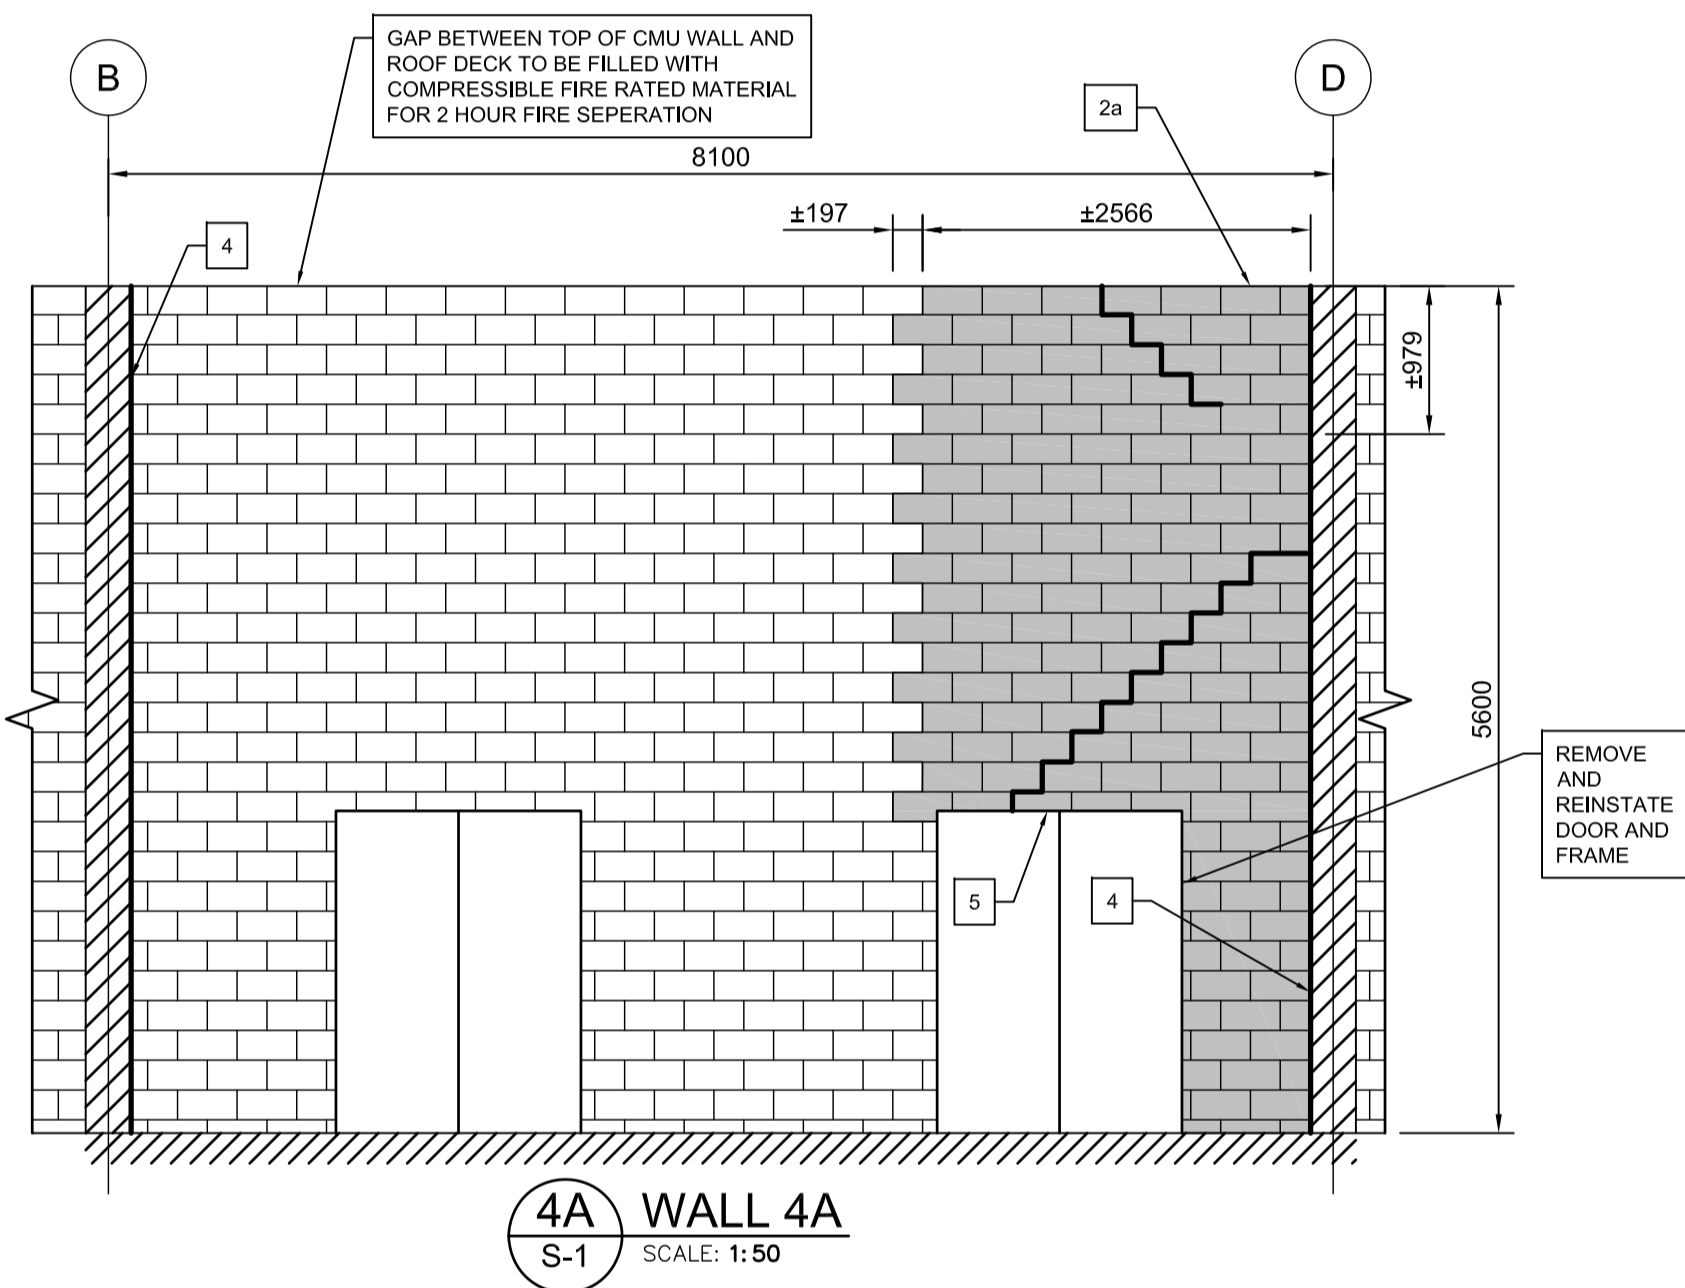 GAP BETWEEN TOP OF CMU WALL AND
ROOF DECK TO BE FILLED WITH
COMPRESSIBLE FIRE RATED MATERIAL
FOR 2 HOUR FIRE SEPERATION
B
D
2a
8100
±197
±2566
4
±979
5600
REMOVE
AND
REINSTATE
DOOR AND
FRAME
5
4
4A
S-1
WALL 4A
SCALE: 1:50